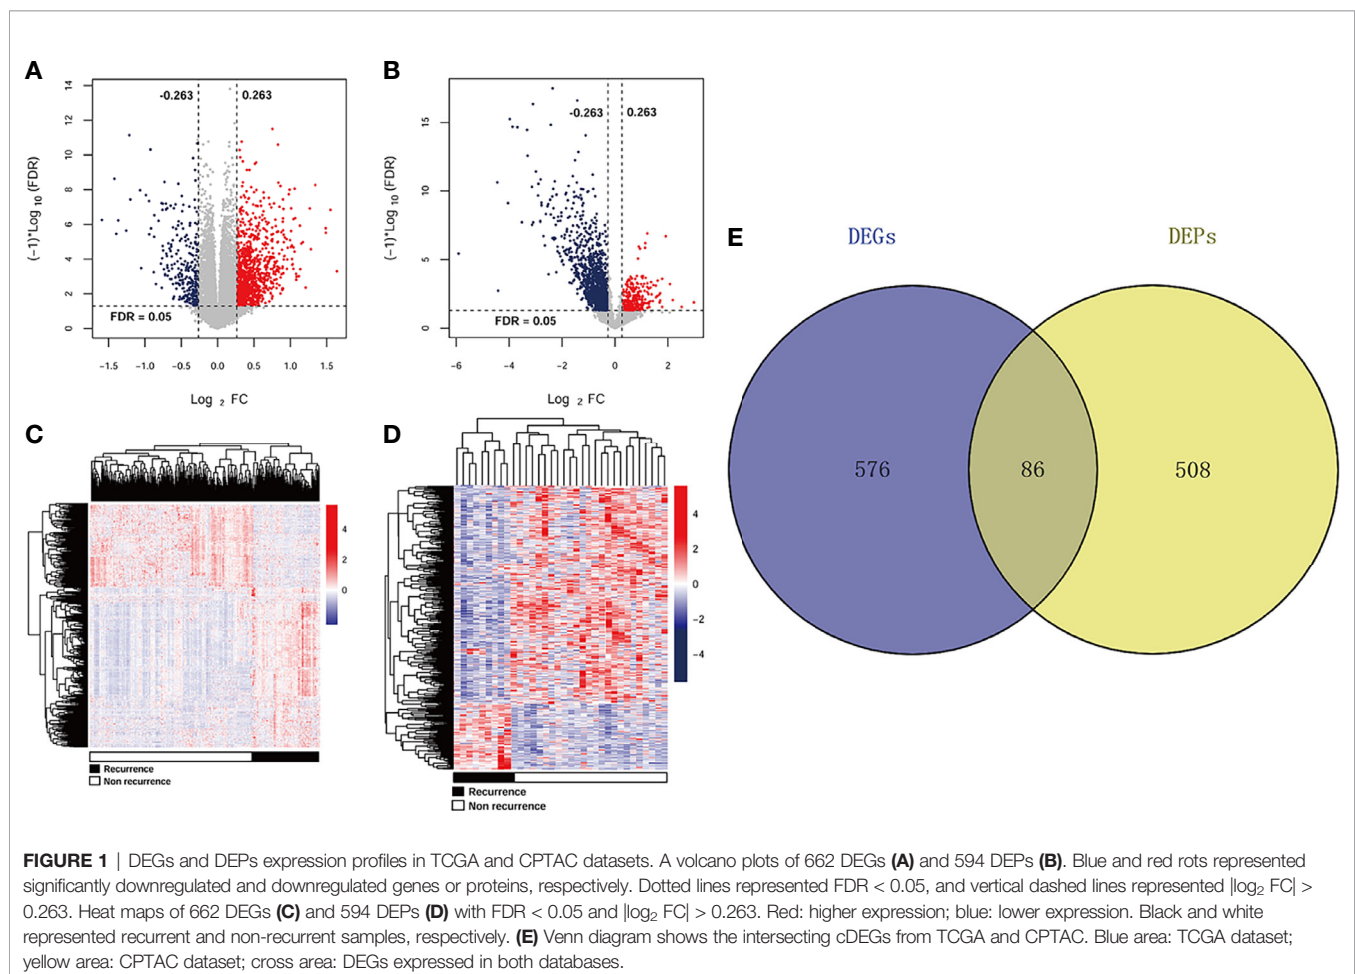 A
-0.263
0.263
14
12
10
8
6
4
2
0
(−1)*Log 10 (FDR)
FDR = 0.05
−1.5 −1.0 −0.5 0.0 0.5 1.0 1.5
Log 2 FC
B
-0.263
0.263
15
10
5
0
(−1)*Log 10 (FDR)
FDR = 0.05
−6 −4 −2 0 2
Log 2 FC
C
4
2
0
Recurrence
Non recurrence
D
4
2
0
−2
−4
Recurrence
Non recurrence
E
DEGs
DEPs
576
86
508
FIGURE 1 | DEGs and DEPs expression profiles in TCGA and CPTAC datasets. A volcano plots of 662 DEGs (A) and 594 DEPs (B). Blue and red rots represented
significantly downregulated and downregulated genes or proteins, respectively. Dotted lines represented FDR < 0.05, and vertical dashed lines represented |log2 FC| >
0.263. Heat maps of 662 DEGs (C) and 594 DEPs (D) with FDR < 0.05 and |log2 FC| > 0.263. Red: higher expression; blue: lower expression. Black and white
represented recurrent and non-recurrent samples, respectively. (E) Venn diagram shows the intersecting cDEGs from TCGA and CPTAC. Blue area: TCGA dataset;
yellow area: CPTAC dataset; cross area: DEGs expressed in both databases.